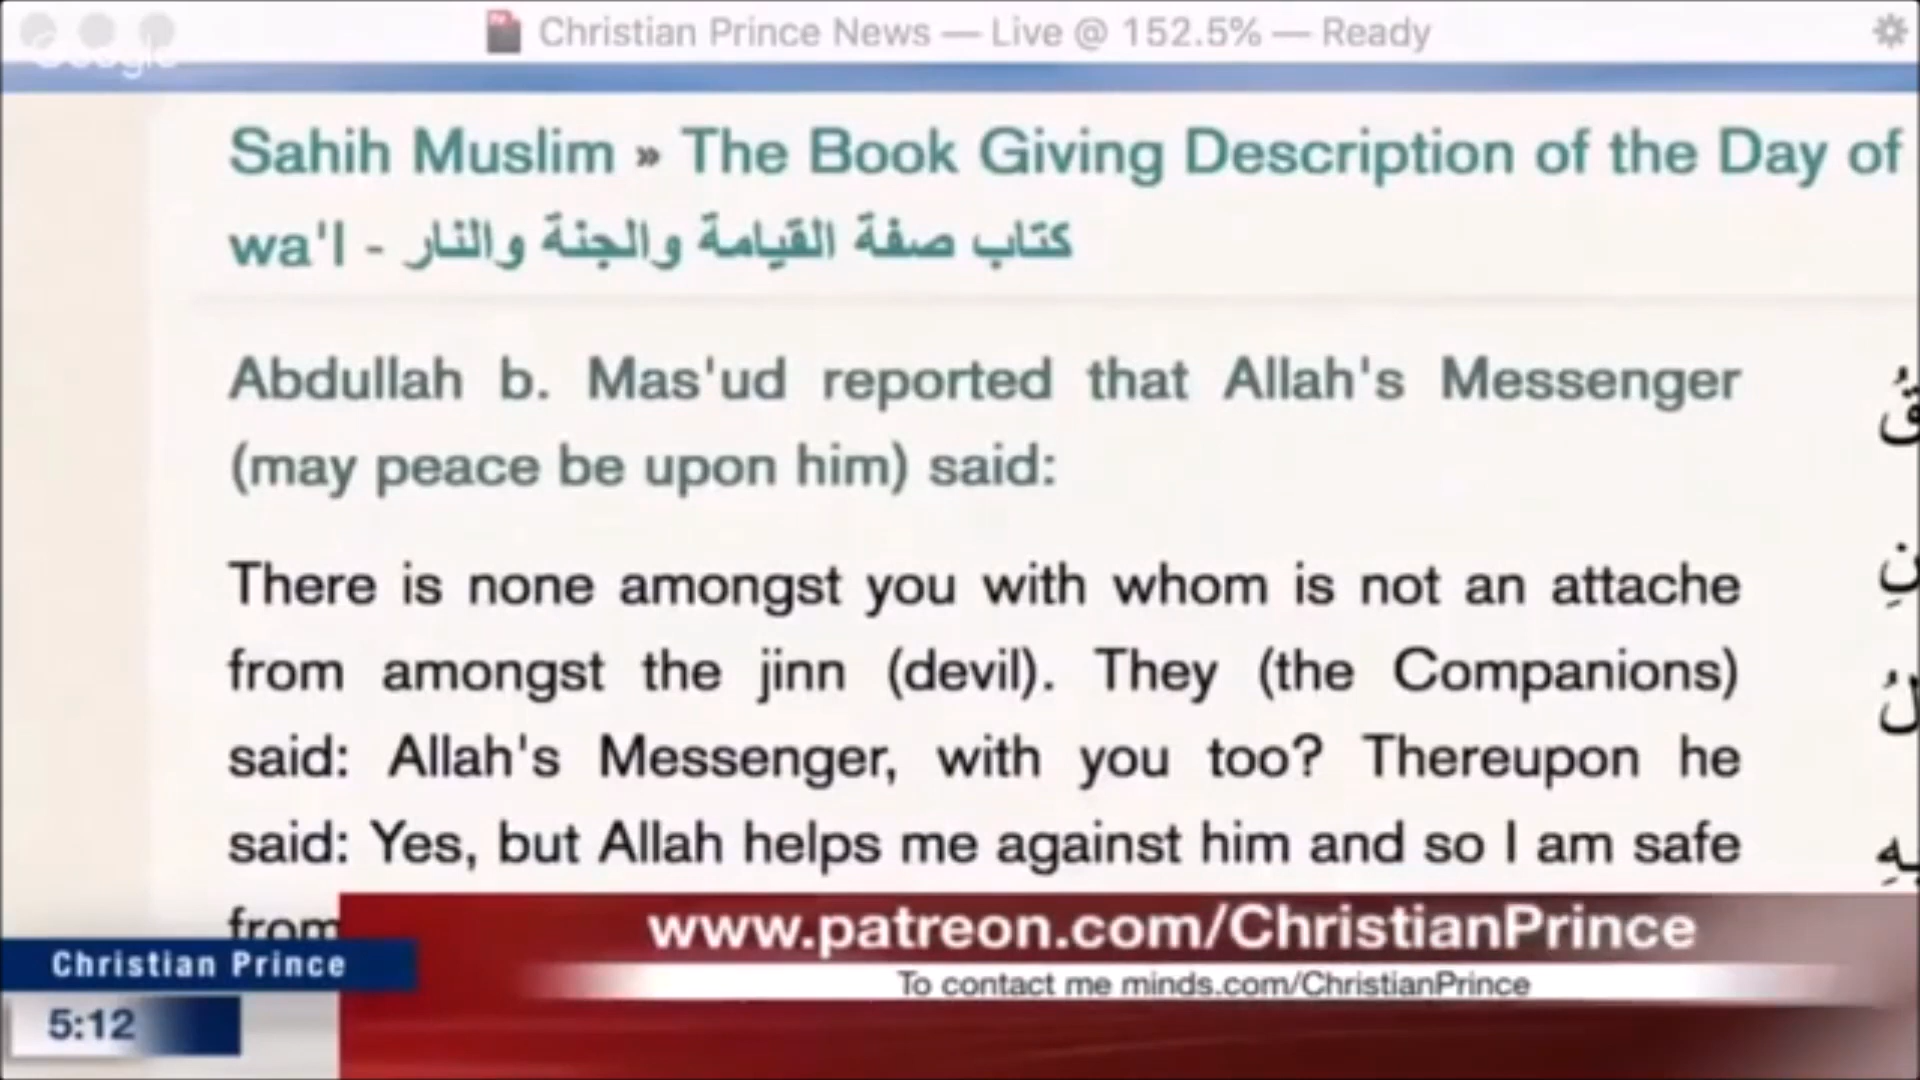 Christian Prince News — Live @ 152.5% — Ready
Google
Sahih Muslim » The Book Giving Description of the Day of
wa'l - كتاب صفة القيامة والجنة والنار
Abdullah b. Mas'ud reported that Allah's Messenger
(may peace be upon him) said:
There is none amongst you with whom is not an attache
from amongst the jinn (devil). They (the Companions)
said: Allah's Messenger, with you too? Thereupon he
said: Yes, but Allah helps me against him and so I am safe
from
www.patreon.com/ChristianPrince
Christian Prince
To contact me minds.com/ChristianPrince
5:12